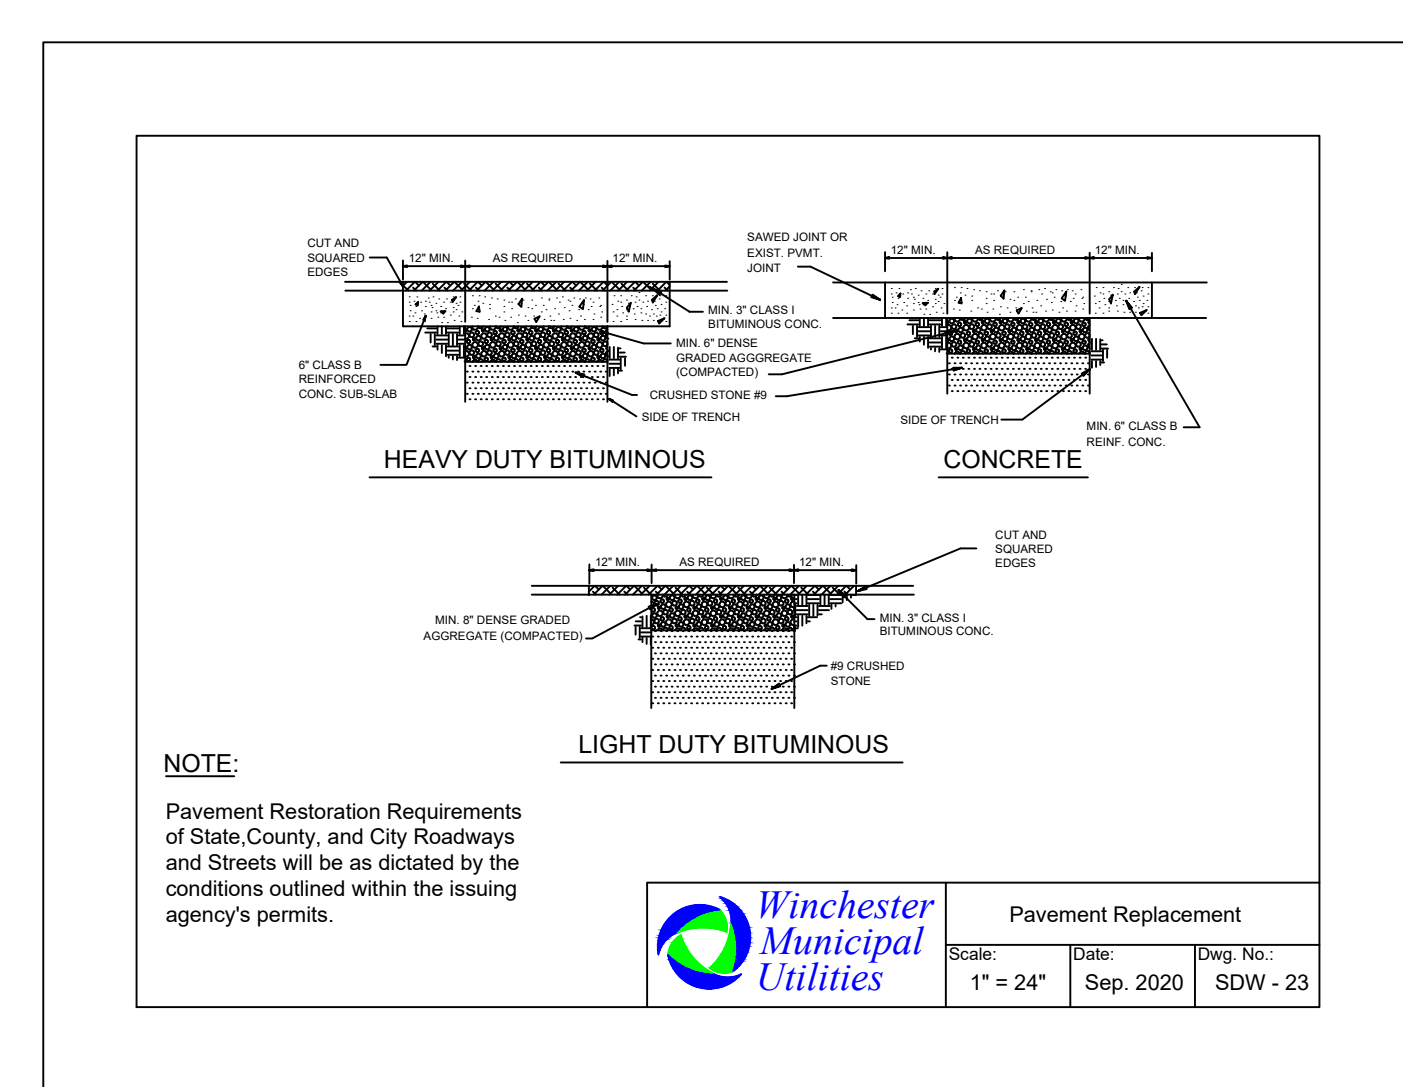 CUT AND
SQUARED
EDGES
12" MIN.
AS REQUIRED
12" MIN.
MIN. 3" CLASS I
BITUMINOUS CONC.
MIN. 6" DENSE
GRADED AGGGREGATE
(COMPACTED)
6" CLASS B
REINFORCED
CONC. SUB-SLAB
CRUSHED STONE #9
SIDE OF TRENCH
HEAVY DUTY BITUMINOUS
SAWED JOINT OR
EXIST. PVMT.
JOINT
12" MIN.
AS REQUIRED
12" MIN.
SIDE OF TRENCH
MIN. 6" CLASS B
REINF. CONC.
CONCRETE
CUT AND
SQUARED
EDGES
12" MIN.
AS REQUIRED
12" MIN.
MIN. 8" DENSE GRADED
AGGREGATE (COMPACTED)
MIN. 3" CLASS I
BITUMINOUS CONC.
#9 CRUSHED
STONE
LIGHT DUTY BITUMINOUS
NOTE:
Pavement Restoration Requirements
of State,County, and City Roadways
and Streets will be as dictated by the
conditions outlined within the issuing
agency's permits.
Winchester
Municipal
Utilities
Pavement Replacement
Scale:
1" = 24"
Date:
Sep. 2020
Dwg. No.:
SDW - 23